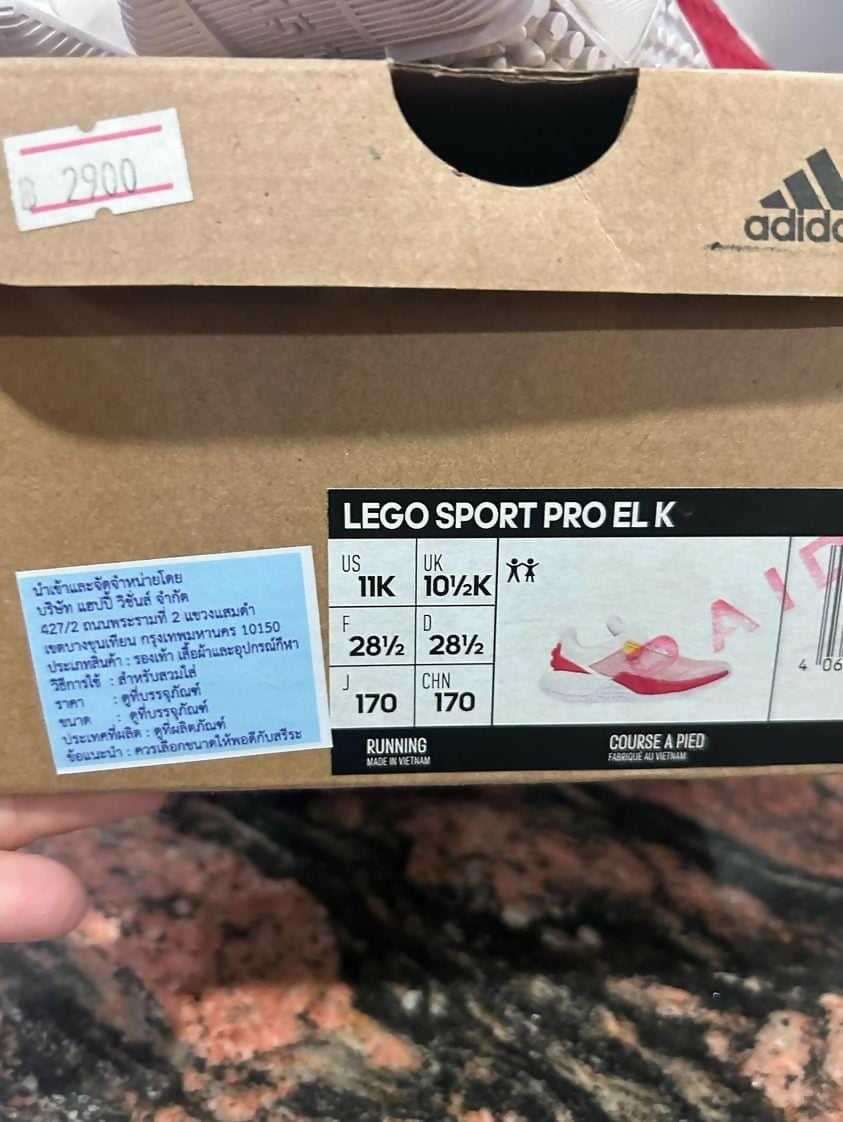 ฿ 2900
adida
LEGO SPORT PRO EL K
US 11K
UK 10½K
F 28½
D 28½
J 170
CHN 170
AID
4 06
RUNNING
MADE IN VIETNAM
COURSE A PIED
FABRIQUÉ AU VIETNAM
นำเข้าและจัดจำหน่ายโดย
บริษัท แฮปปี้ วิชั่นส์ จำกัด
427/2 ถนนพระรามที่ 2 แขวงแสมดำ
เขตบางขุนเทียน กรุงเทพมหานคร 10150
ประเภทสินค้า : รองเท้า เสื้อผ้าและอุปกรณ์กีฬา
วิธีการใช้ : สำหรับสวมใส่
ราคา : ดูที่บรรจุภัณฑ์
ขนาด : ดูที่บรรจุภัณฑ์
ประเทศที่ผลิต : ดูที่ผลิตภัณฑ์
ข้อแนะนำ : ควรเลือกขนาดให้พอดีกับสรีระ